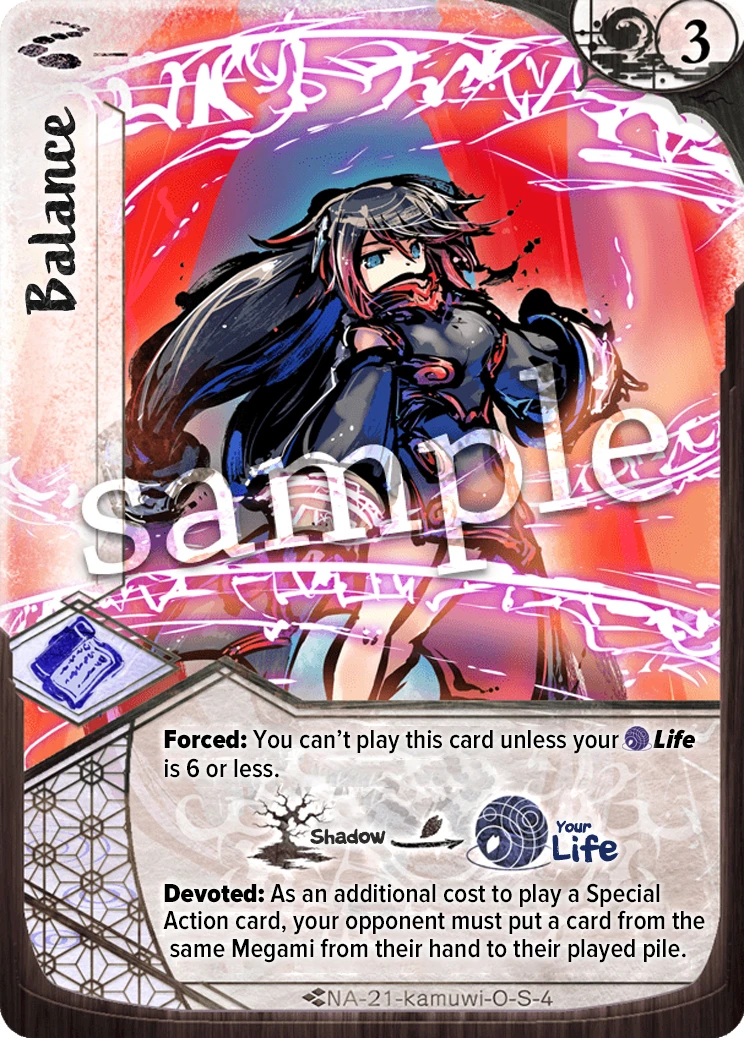 3
Balance
sample
Forced: You can't play this card unless your Life
is 6 or less.
Shadow
Your
Life
Devoted: As an additional cost to play a Special
Action card, your opponent must put a card from the
same Megami from their hand to their played pile.
NA-21-kamuwi-O-S-4